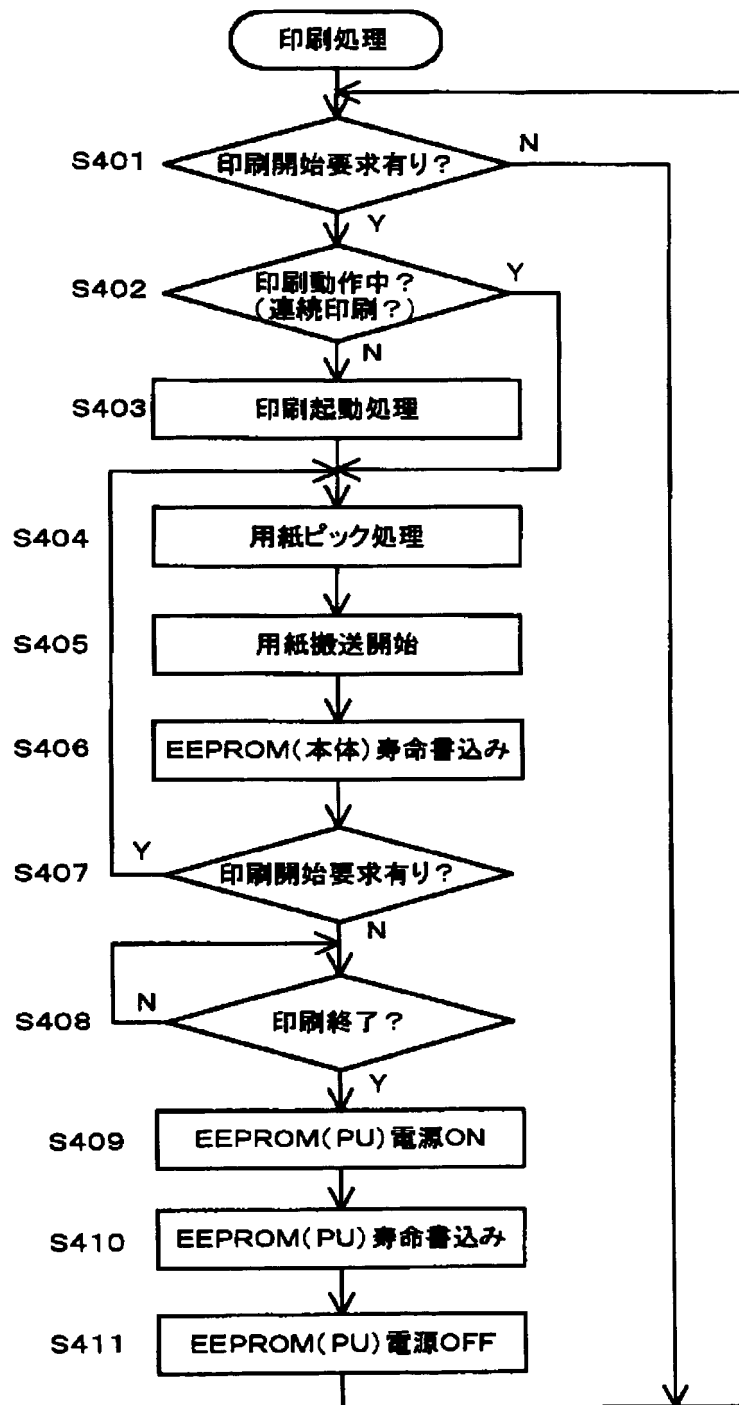 印刷処理
S401
印刷開始要求有り?
N
Y
S402
印刷動作中?
(連続印刷?)
Y
N
S403
印刷起動処理
S404
用紙ピック処理
S405
用紙搬送開始
S406
EEPROM(本体)寿命書込み
S407
印刷開始要求有り?
Y
N
S408
印刷終了?
N
Y
S409
EEPROM(PU)電源ON
S410
EEPROM(PU)寿命書込み
S411
EEPROM(PU)電源OFF